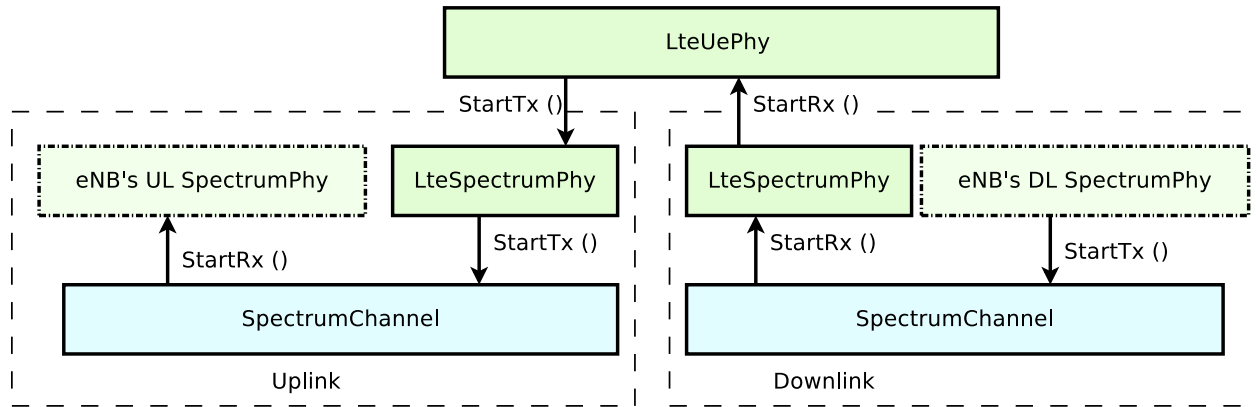 LteUePhy
StartTx ()
StartRx ()
eNB's UL SpectrumPhy
LteSpectrumPhy
LteSpectrumPhy
eNB's DL SpectrumPhy
StartRx ()
StartTx ()
StartRx ()
StartTx ()
SpectrumChannel
SpectrumChannel
Uplink
Downlink